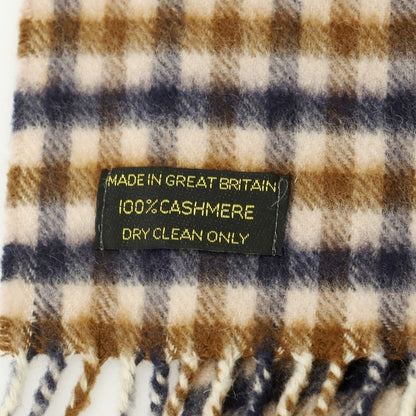 MADE IN GREAT BRITAIN
100% CASHMERE
DRY CLEAN ONLY